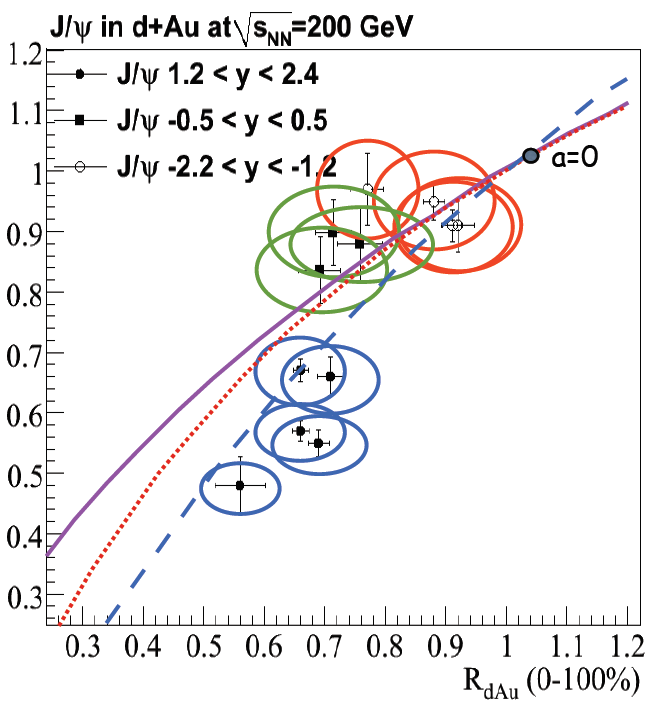 J/ψ in d+Au at √sNN=200 GeV
J/ψ 1.2 < y < 2.4
J/ψ -0.5 < y < 0.5
J/ψ -2.2 < y < -1.2
a=0
1.2
1.1
1
0.9
0.8
0.7
0.6
0.5
0.4
0.3
0.3 0.4 0.5 0.6 0.7 0.8 0.9 1 1.1 1.2
RdAu (0-100%)